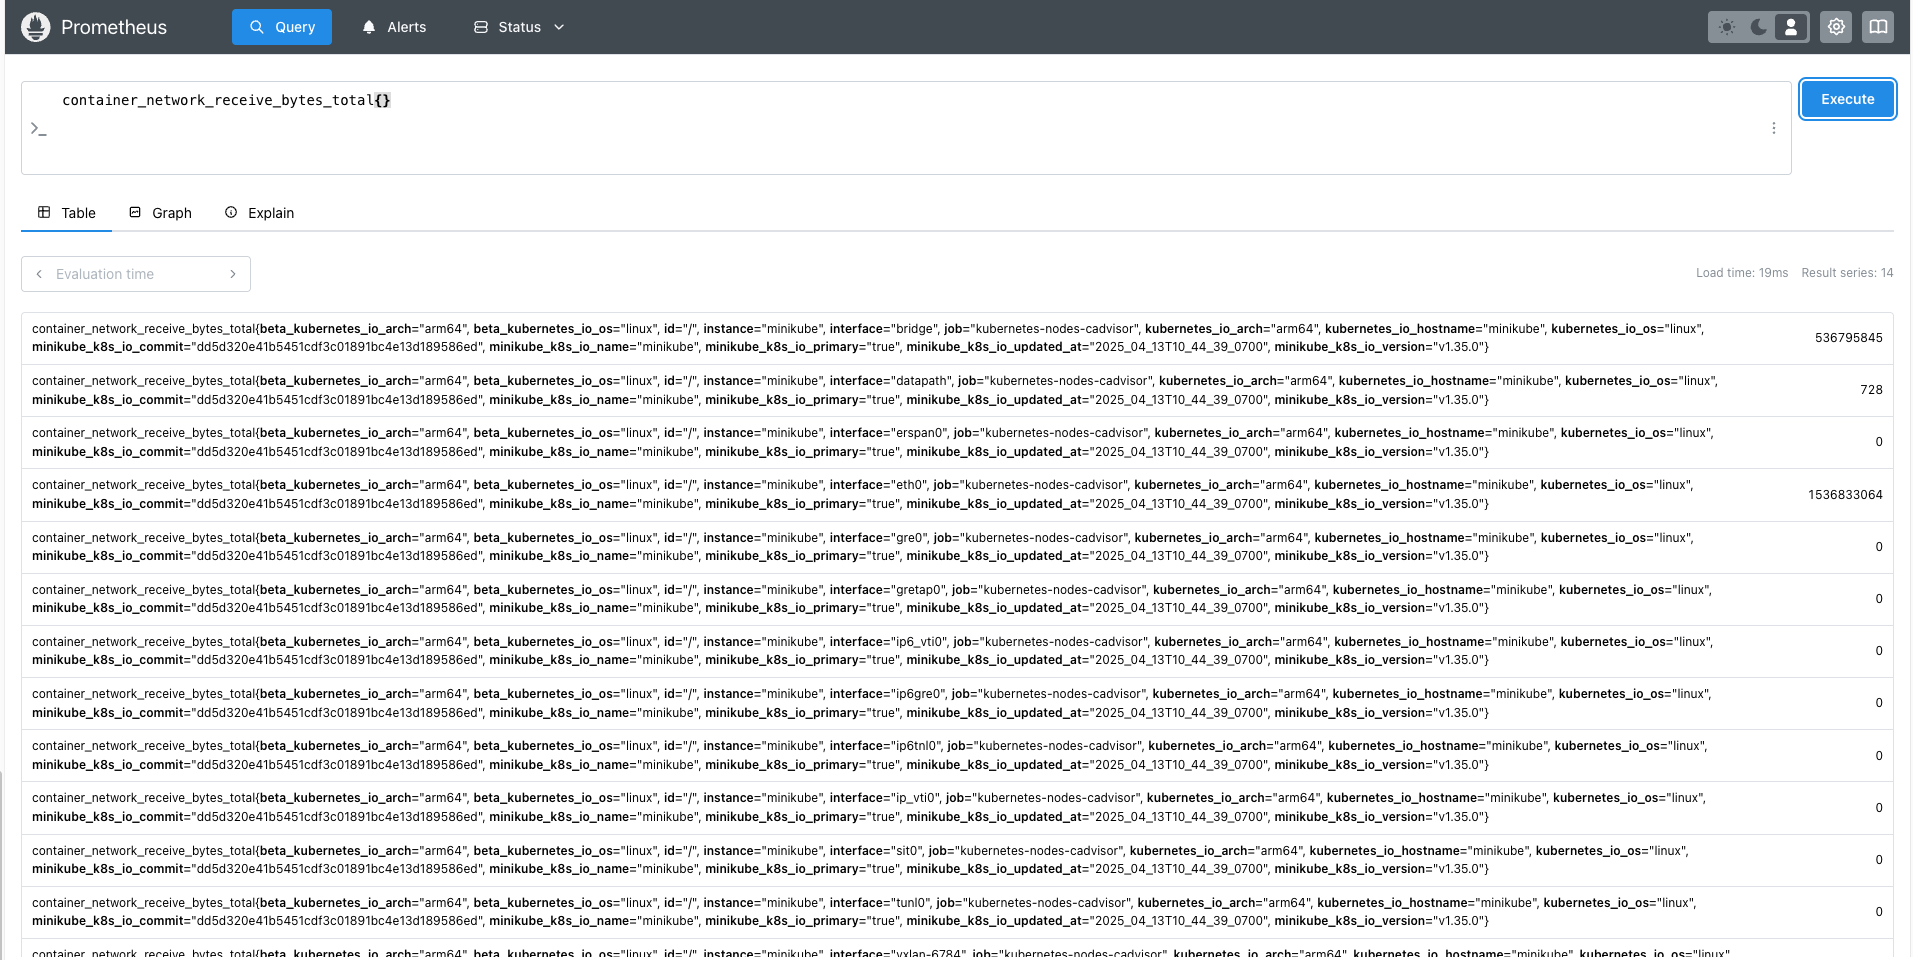 Prometheus
Query
Alerts
Status
container_network_receive_bytes_total{}
>_
Execute
Table
Graph
Explain
Evaluation time
Load time: 19ms Result series: 14
container_network_receive_bytes_total{beta_kubernetes_io_arch="arm64", beta_kubernetes_io_os="linux", id="/", instance="minikube", interface="bridge", job="kubernetes-nodes-cadvisor", kubernetes_io_arch="arm64", kubernetes_io_hostname="minikube", kubernetes_io_os="linux",
minikube_k8s_io_commit="dd5d320e41b5451cdf3c01891bc4e13d189586ed", minikube_k8s_io_name="minikube", minikube_k8s_io_primary="true", minikube_k8s_io_updated_at="2025_04_13T10_44_39_0700", minikube_k8s_io_version="v1.35.0"}
536795845
container_network_receive_bytes_total{beta_kubernetes_io_arch="arm64", beta_kubernetes_io_os="linux", id="/", instance="minikube", interface="datapath", job="kubernetes-nodes-cadvisor", kubernetes_io_arch="arm64", kubernetes_io_hostname="minikube", kubernetes_io_os="linux",
minikube_k8s_io_commit="dd5d320e41b5451cdf3c01891bc4e13d189586ed", minikube_k8s_io_name="minikube", minikube_k8s_io_primary="true", minikube_k8s_io_updated_at="2025_04_13T10_44_39_0700", minikube_k8s_io_version="v1.35.0"}
728
container_network_receive_bytes_total{beta_kubernetes_io_arch="arm64", beta_kubernetes_io_os="linux", id="/", instance="minikube", interface="erspan0", job="kubernetes-nodes-cadvisor", kubernetes_io_arch="arm64", kubernetes_io_hostname="minikube", kubernetes_io_os="linux",
minikube_k8s_io_commit="dd5d320e41b5451cdf3c01891bc4e13d189586ed", minikube_k8s_io_name="minikube", minikube_k8s_io_primary="true", minikube_k8s_io_updated_at="2025_04_13T10_44_39_0700", minikube_k8s_io_version="v1.35.0"}
0
container_network_receive_bytes_total{beta_kubernetes_io_arch="arm64", beta_kubernetes_io_os="linux", id="/", instance="minikube", interface="eth0", job="kubernetes-nodes-cadvisor", kubernetes_io_arch="arm64", kubernetes_io_hostname="minikube", kubernetes_io_os="linux",
minikube_k8s_io_commit="dd5d320e41b5451cdf3c01891bc4e13d189586ed", minikube_k8s_io_name="minikube", minikube_k8s_io_primary="true", minikube_k8s_io_updated_at="2025_04_13T10_44_39_0700", minikube_k8s_io_version="v1.35.0"}
1536833064
container_network_receive_bytes_total{beta_kubernetes_io_arch="arm64", beta_kubernetes_io_os="linux", id="/", instance="minikube", interface="gre0", job="kubernetes-nodes-cadvisor", kubernetes_io_arch="arm64", kubernetes_io_hostname="minikube", kubernetes_io_os="linux",
minikube_k8s_io_commit="dd5d320e41b5451cdf3c01891bc4e13d189586ed", minikube_k8s_io_name="minikube", minikube_k8s_io_primary="true", minikube_k8s_io_updated_at="2025_04_13T10_44_39_0700", minikube_k8s_io_version="v1.35.0"}
0
container_network_receive_bytes_total{beta_kubernetes_io_arch="arm64", beta_kubernetes_io_os="linux", id="/", instance="minikube", interface="gretap0", job="kubernetes-nodes-cadvisor", kubernetes_io_arch="arm64", kubernetes_io_hostname="minikube", kubernetes_io_os="linux",
minikube_k8s_io_commit="dd5d320e41b5451cdf3c01891bc4e13d189586ed", minikube_k8s_io_name="minikube", minikube_k8s_io_primary="true", minikube_k8s_io_updated_at="2025_04_13T10_44_39_0700", minikube_k8s_io_version="v1.35.0"}
0
container_network_receive_bytes_total{beta_kubernetes_io_arch="arm64", beta_kubernetes_io_os="linux", id="/", instance="minikube", interface="ip6_vti0", job="kubernetes-nodes-cadvisor", kubernetes_io_arch="arm64", kubernetes_io_hostname="minikube", kubernetes_io_os="linux",
minikube_k8s_io_commit="dd5d320e41b5451cdf3c01891bc4e13d189586ed", minikube_k8s_io_name="minikube", minikube_k8s_io_primary="true", minikube_k8s_io_updated_at="2025_04_13T10_44_39_0700", minikube_k8s_io_version="v1.35.0"}
0
container_network_receive_bytes_total{beta_kubernetes_io_arch="arm64", beta_kubernetes_io_os="linux", id="/", instance="minikube", interface="ip6gre0", job="kubernetes-nodes-cadvisor", kubernetes_io_arch="arm64", kubernetes_io_hostname="minikube", kubernetes_io_os="linux",
minikube_k8s_io_commit="dd5d320e41b5451cdf3c01891bc4e13d189586ed", minikube_k8s_io_name="minikube", minikube_k8s_io_primary="true", minikube_k8s_io_updated_at="2025_04_13T10_44_39_0700", minikube_k8s_io_version="v1.35.0"}
0
container_network_receive_bytes_total{beta_kubernetes_io_arch="arm64", beta_kubernetes_io_os="linux", id="/", instance="minikube", interface="ip6tnl0", job="kubernetes-nodes-cadvisor", kubernetes_io_arch="arm64", kubernetes_io_hostname="minikube", kubernetes_io_os="linux",
minikube_k8s_io_commit="dd5d320e41b5451cdf3c01891bc4e13d189586ed", minikube_k8s_io_name="minikube", minikube_k8s_io_primary="true", minikube_k8s_io_updated_at="2025_04_13T10_44_39_0700", minikube_k8s_io_version="v1.35.0"}
0
container_network_receive_bytes_total{beta_kubernetes_io_arch="arm64", beta_kubernetes_io_os="linux", id="/", instance="minikube", interface="ip_vti0", job="kubernetes-nodes-cadvisor", kubernetes_io_arch="arm64", kubernetes_io_hostname="minikube", kubernetes_io_os="linux",
minikube_k8s_io_commit="dd5d320e41b5451cdf3c01891bc4e13d189586ed", minikube_k8s_io_name="minikube", minikube_k8s_io_primary="true", minikube_k8s_io_updated_at="2025_04_13T10_44_39_0700", minikube_k8s_io_version="v1.35.0"}
0
container_network_receive_bytes_total{beta_kubernetes_io_arch="arm64", beta_kubernetes_io_os="linux", id="/", instance="minikube", interface="sit0", job="kubernetes-nodes-cadvisor", kubernetes_io_arch="arm64", kubernetes_io_hostname="minikube", kubernetes_io_os="linux",
minikube_k8s_io_commit="dd5d320e41b5451cdf3c01891bc4e13d189586ed", minikube_k8s_io_name="minikube", minikube_k8s_io_primary="true", minikube_k8s_io_updated_at="2025_04_13T10_44_39_0700", minikube_k8s_io_version="v1.35.0"}
0
container_network_receive_bytes_total{beta_kubernetes_io_arch="arm64", beta_kubernetes_io_os="linux", id="/", instance="minikube", interface="tunl0", job="kubernetes-nodes-cadvisor", kubernetes_io_arch="arm64", kubernetes_io_hostname="minikube", kubernetes_io_os="linux",
minikube_k8s_io_commit="dd5d320e41b5451cdf3c01891bc4e13d189586ed", minikube_k8s_io_name="minikube", minikube_k8s_io_primary="true", minikube_k8s_io_updated_at="2025_04_13T10_44_39_0700", minikube_k8s_io_version="v1.35.0"}
0
container_network_receive_bytes_total{beta_kubernetes_io_arch="arm64", beta_kubernetes_io_os="linux", id="/", instance="minikube", interface="vxlan-6784", job="kubernetes-nodes-cadvisor", kubernetes_io_arch="arm64", kubernetes_io_hostname="minikube", kubernetes_io_os="linux",